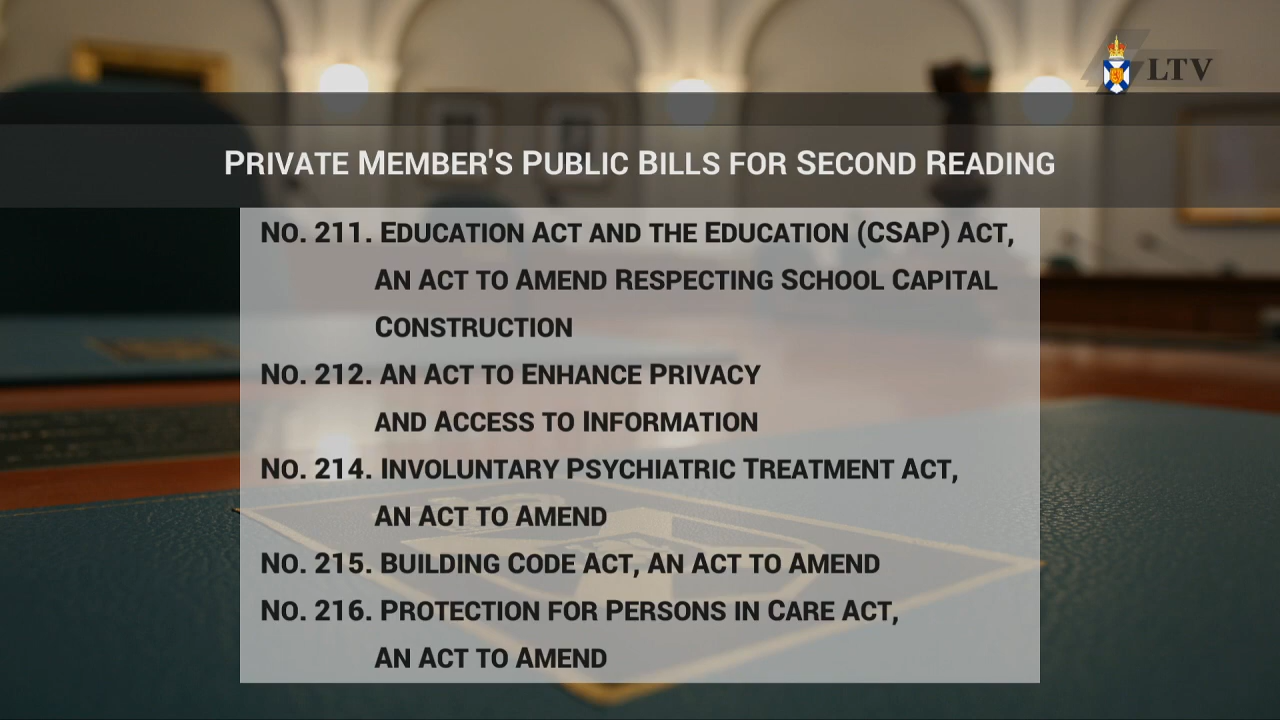 LTV
PRIVATE MEMBER'S PUBLIC BILLS FOR SECOND READING
NO. 211. EDUCATION ACT AND THE EDUCATION (CSAP) ACT,
AN ACT TO AMEND RESPECTING SCHOOL CAPITAL
CONSTRUCTION
NO. 212. AN ACT TO ENHANCE PRIVACY
AND ACCESS TO INFORMATION
NO. 214. INVOLUNTARY PSYCHIATRIC TREATMENT ACT,
AN ACT TO AMEND
NO. 215. BUILDING CODE ACT, AN ACT TO AMEND
NO. 216. PROTECTION FOR PERSONS IN CARE ACT,
AN ACT TO AMEND